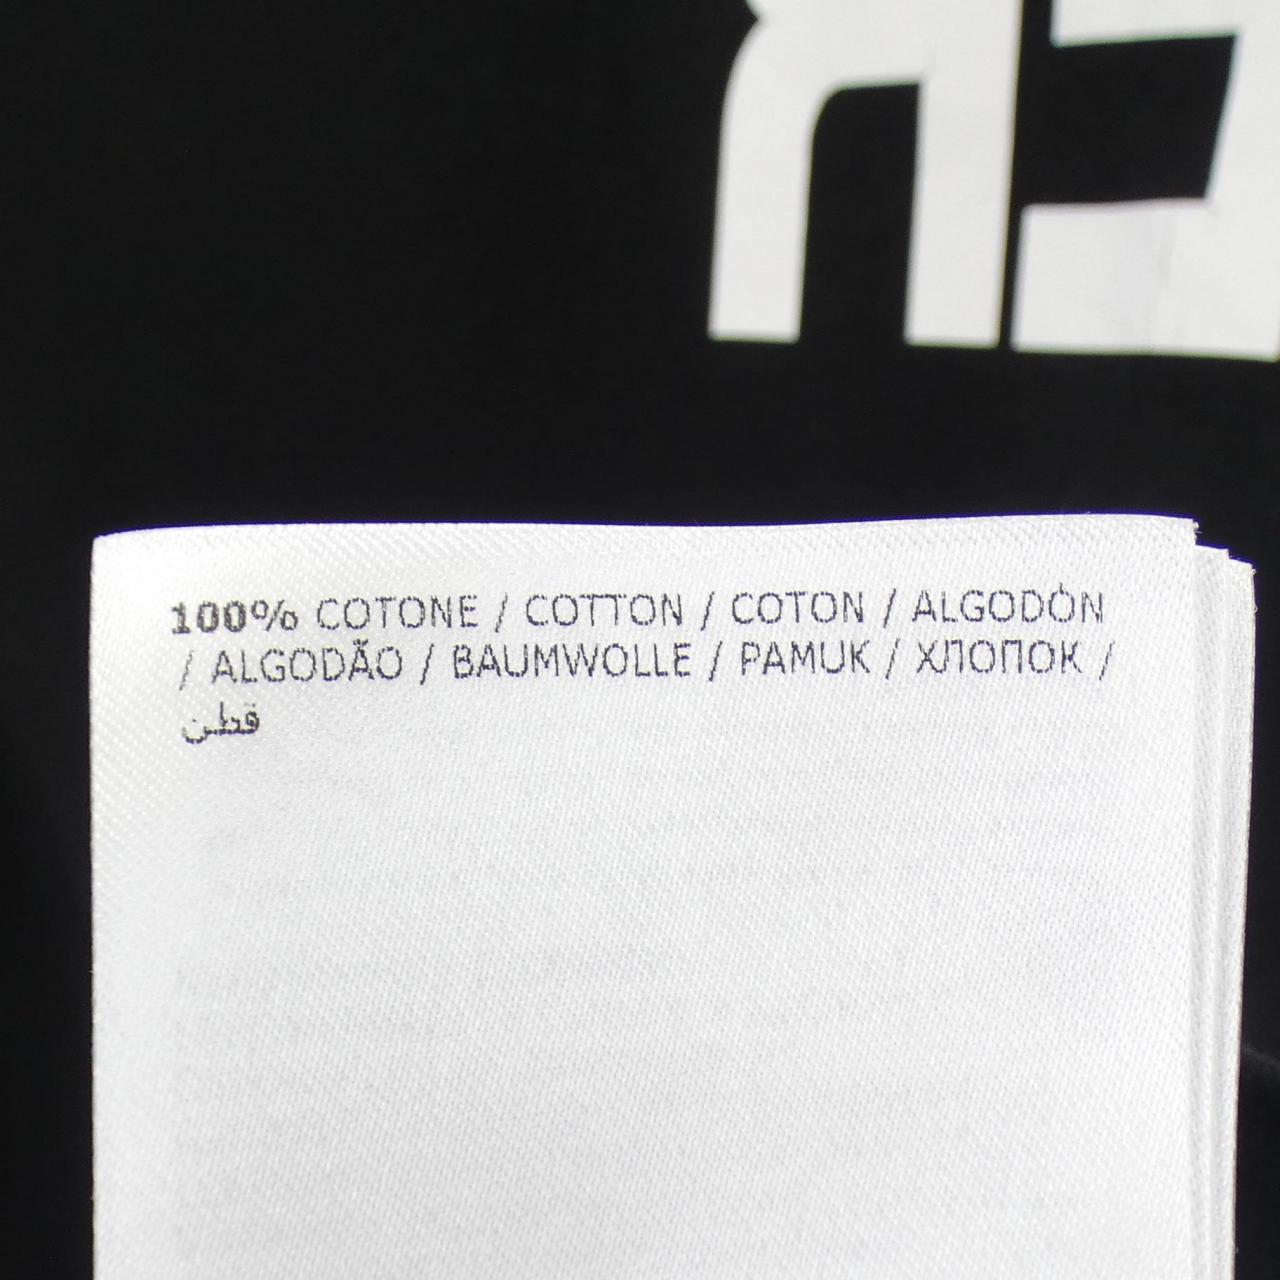 100% COTONE / COTTON / COTON / ALGODÓN
/ ALGODÃO / BAUMWOLLE / PAMUK / ХЛОПОК /
قطن